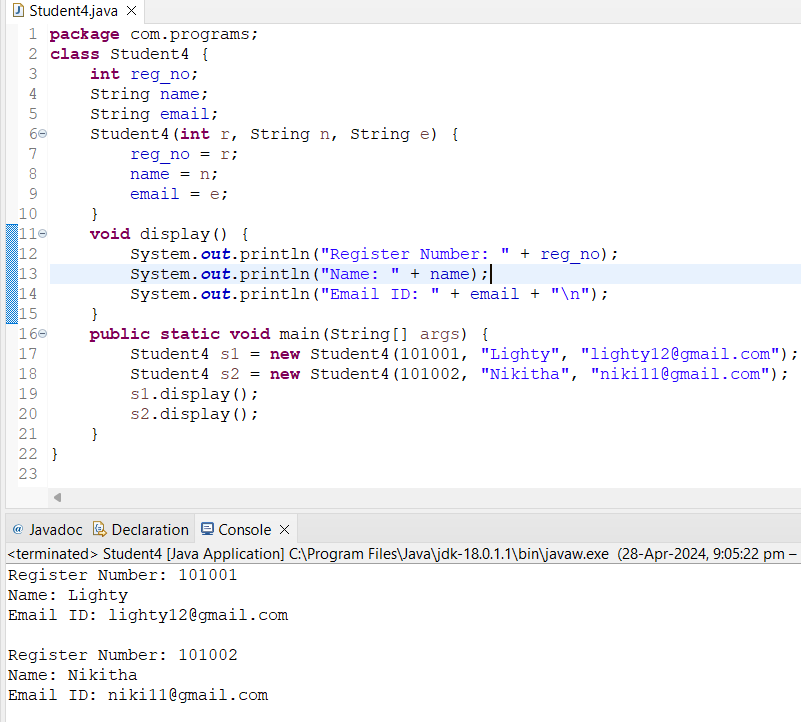 Student4.java
1 package com.programs;
2 class Student4 {
3     int reg_no;
4     String name;
5     String email;
6     Student4(int r, String n, String e) {
7         reg_no = r;
8         name = n;
9         email = e;
10     }
11     void display() {
12         System.out.println("Register Number: " + reg_no);
13         System.out.println("Name: " + name);
14         System.out.println("Email ID: " + email + "\n");
15     }
16     public static void main(String[] args) {
17         Student4 s1 = new Student4(101001, "Lighty", "lighty12@gmail.com");
18         Student4 s2 = new Student4(101002, "Nikitha", "niki11@gmail.com");
19         s1.display();
20         s2.display();
21     }
22 }
23
@ Javadoc Declaration Console
<terminated> Student4 [Java Application] C:\Program Files\Java\jdk-18.0.1.1\bin\javaw.exe (28-Apr-2024, 9:05:22 pm –
Register Number: 101001
Name: Lighty
Email ID: lighty12@gmail.com

Register Number: 101002
Name: Nikitha
Email ID: niki11@gmail.com